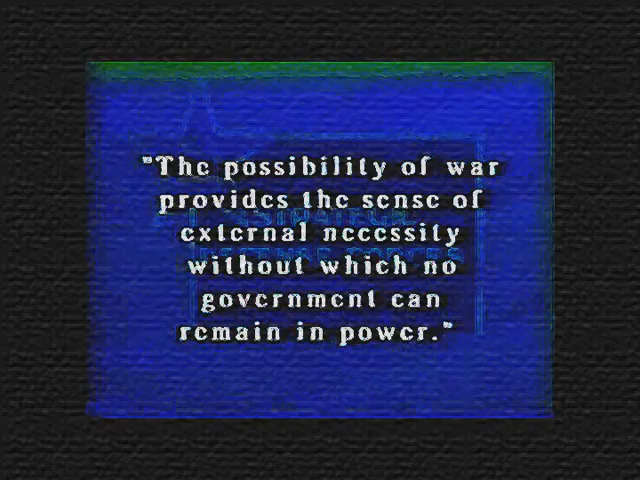 "The possibility of war
provides the sense of
external necessity
without which no
government can
remain in power."